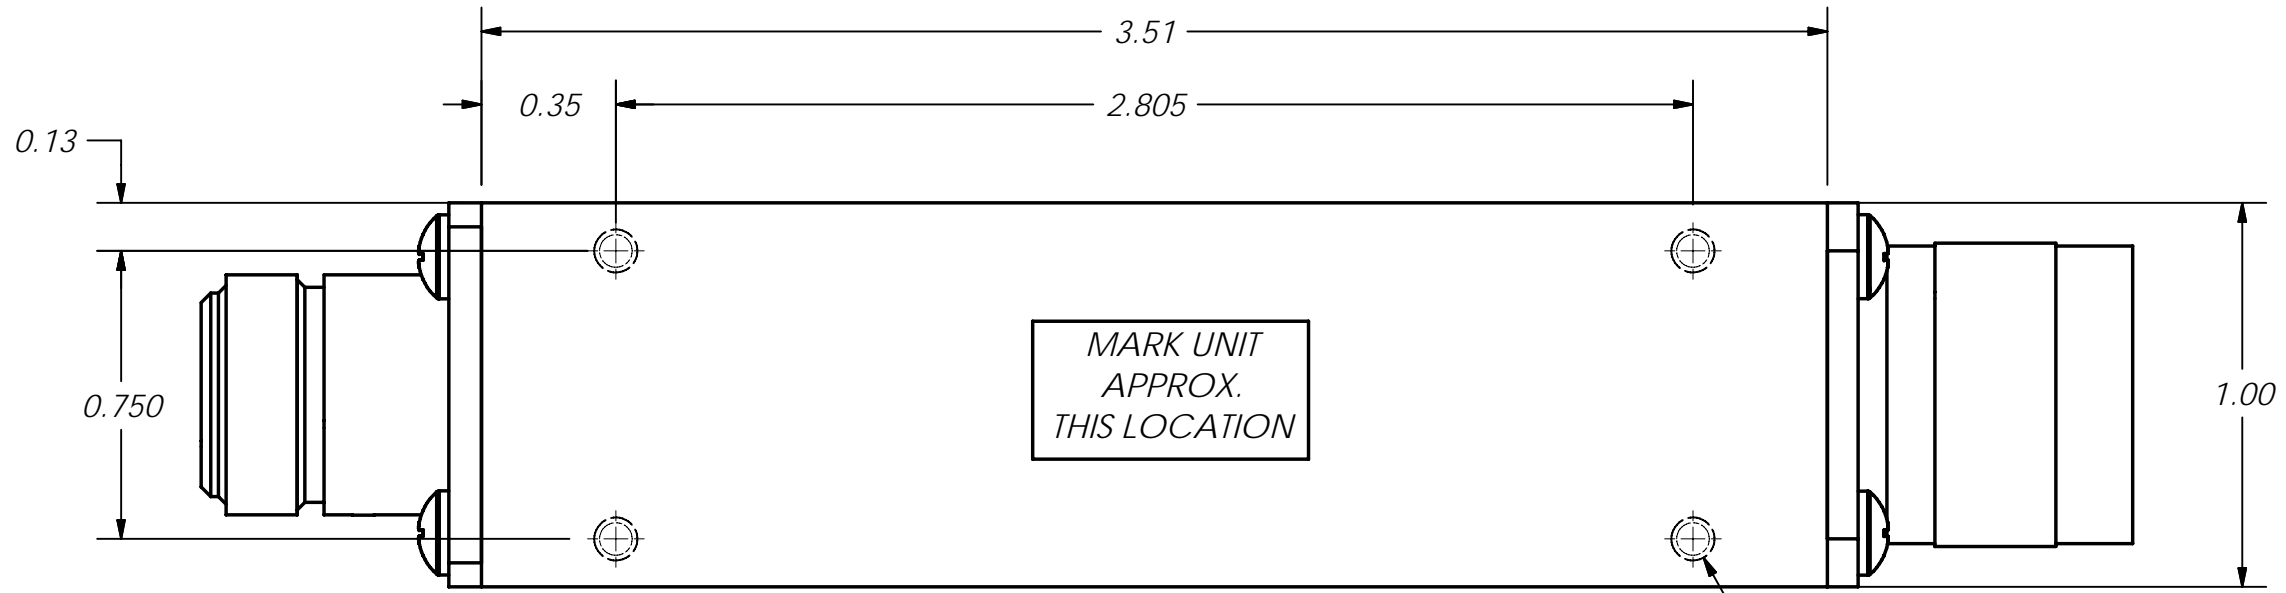 3.51
0.35
2.805
0.13
0.750
MARK UNIT
APPROX.
THIS LOCATION
1.00